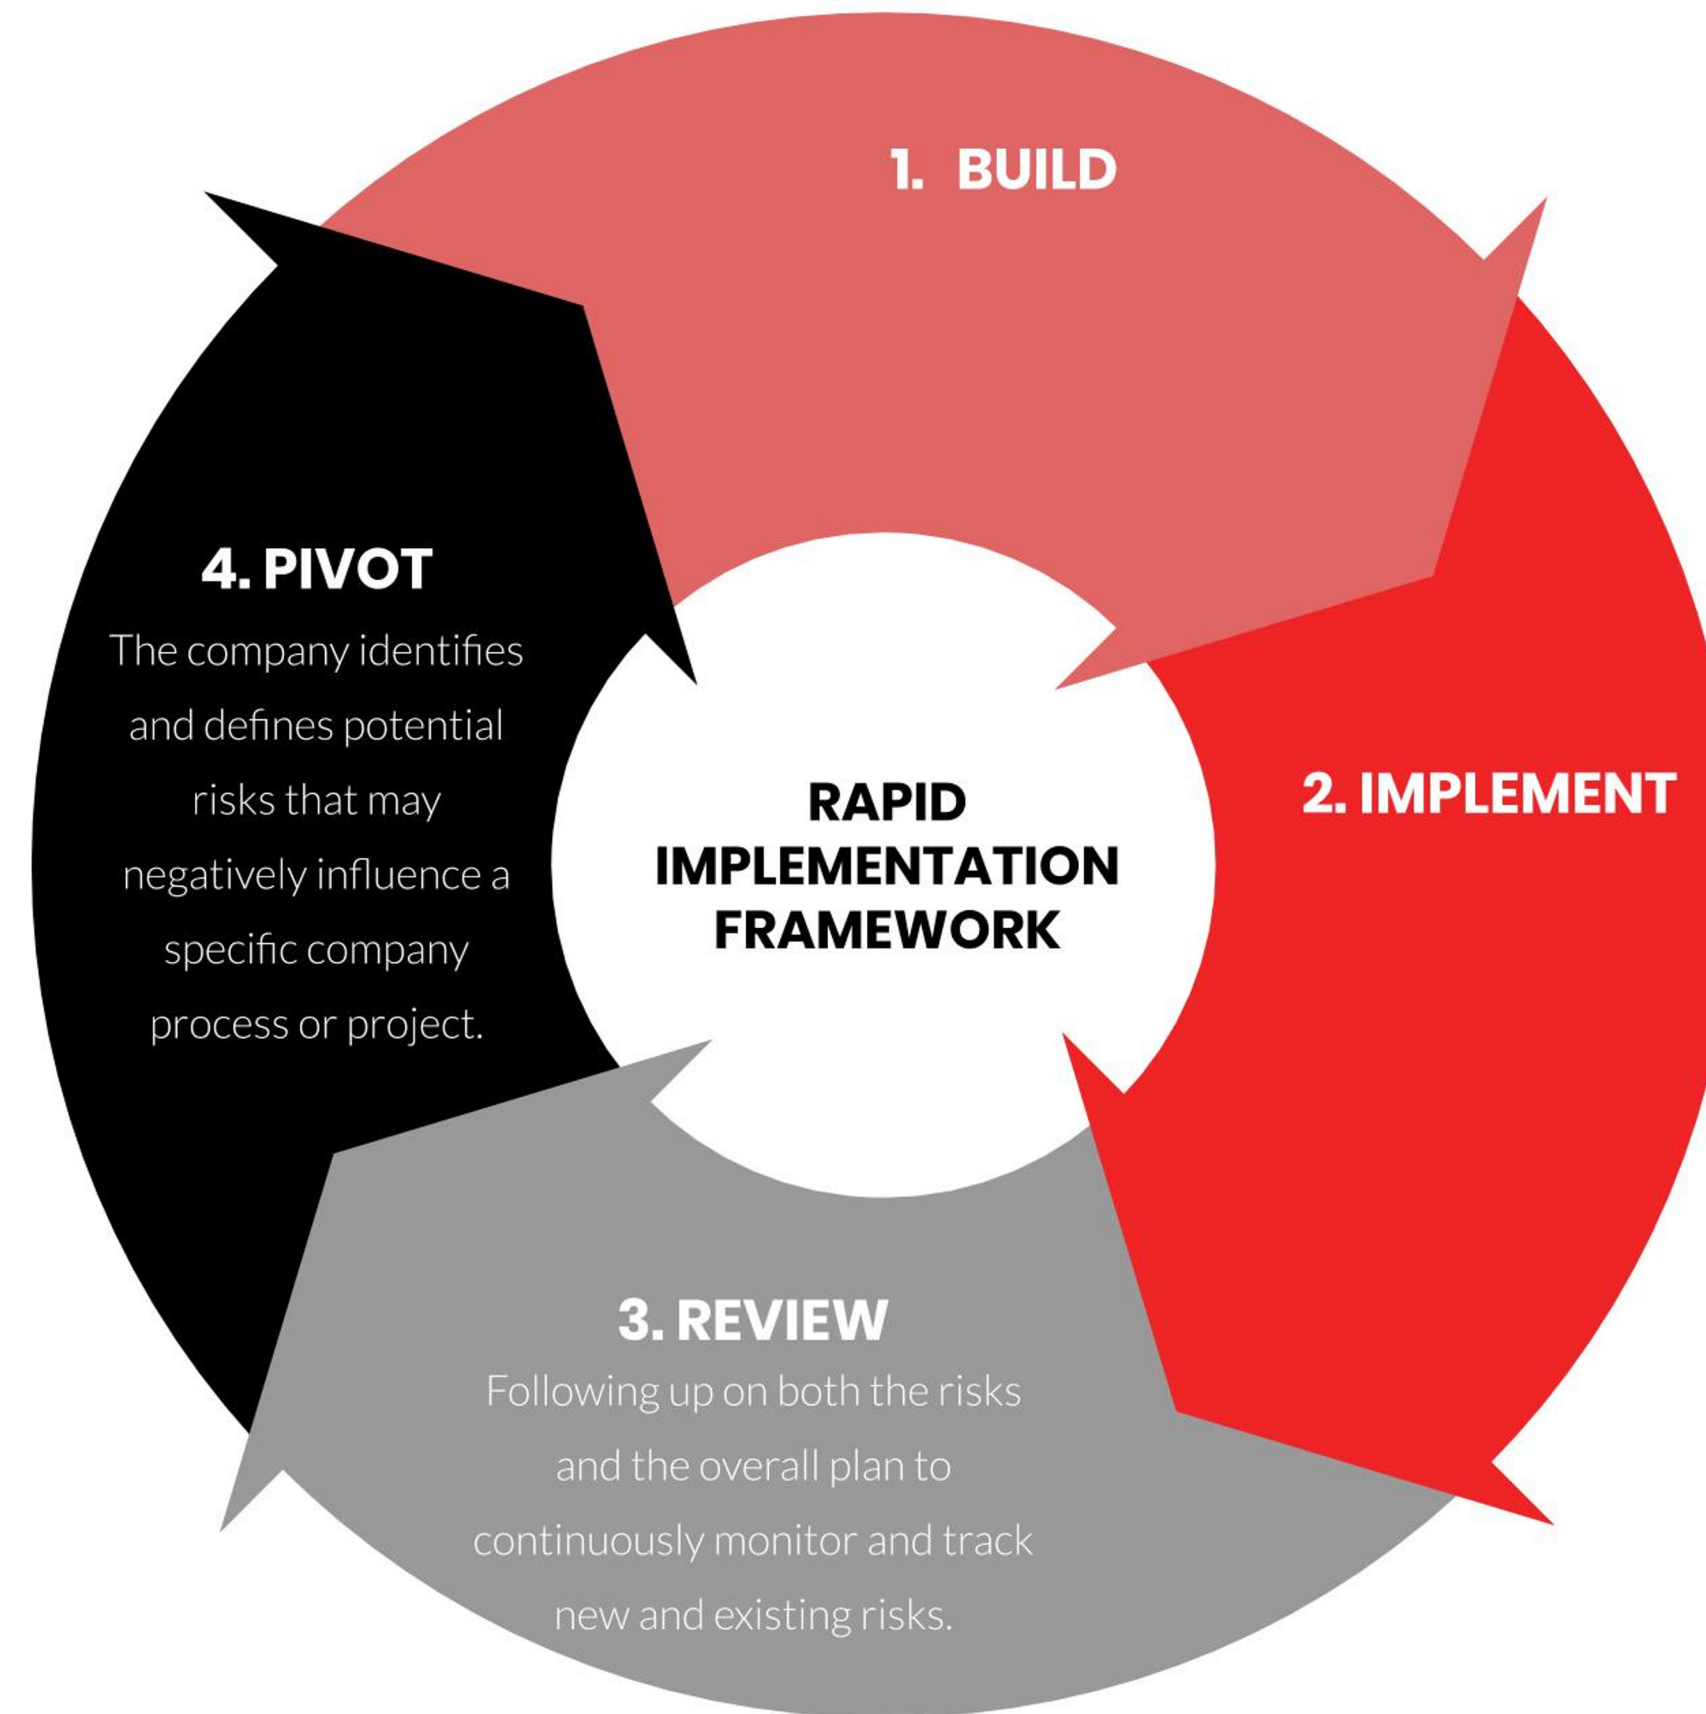 1. BUILD
2. IMPLEMENT
3. REVIEW
Following up on both the risks
and the overall plan to
continuously monitor and track
new and existing risks.
4. PIVOT
The company identifies
and defines potential
risks that may
negatively influence a
specific company
process or project.
RAPID
IMPLEMENTATION
FRAMEWORK